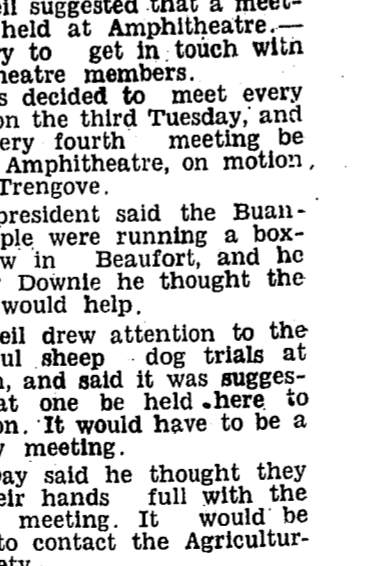 eil suggested that a meet-
held at Amphitheatre.—
ry to get in touch with
heatre members.
s decided to meet every
on the third Tuesday, and
ery fourth meeting be
Amphitheatre, on motion,
Trengove.
president said the Buan-
ple were running a box-
w in Beaufort, and he
Downie he thought the
would help.
eil drew attention to the
ul sheep dog trials at
n, and said it was sugges-
at one be held here to
on. It would have to be a
y meeting.
Day said he thought they
eir hands full with the
meeting. It would be
to contact the Agricultur-
ety.